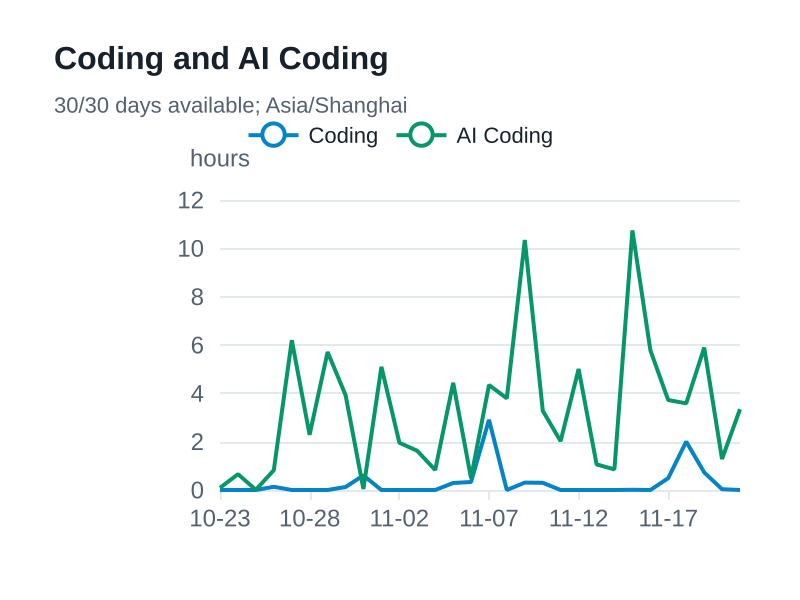 Coding and AI Coding
30/30 days available; Asia/Shanghai
Coding AI Coding
hours
12
10
8
6
4
2
0
10-23 10-28 11-02 11-07 11-12 11-17